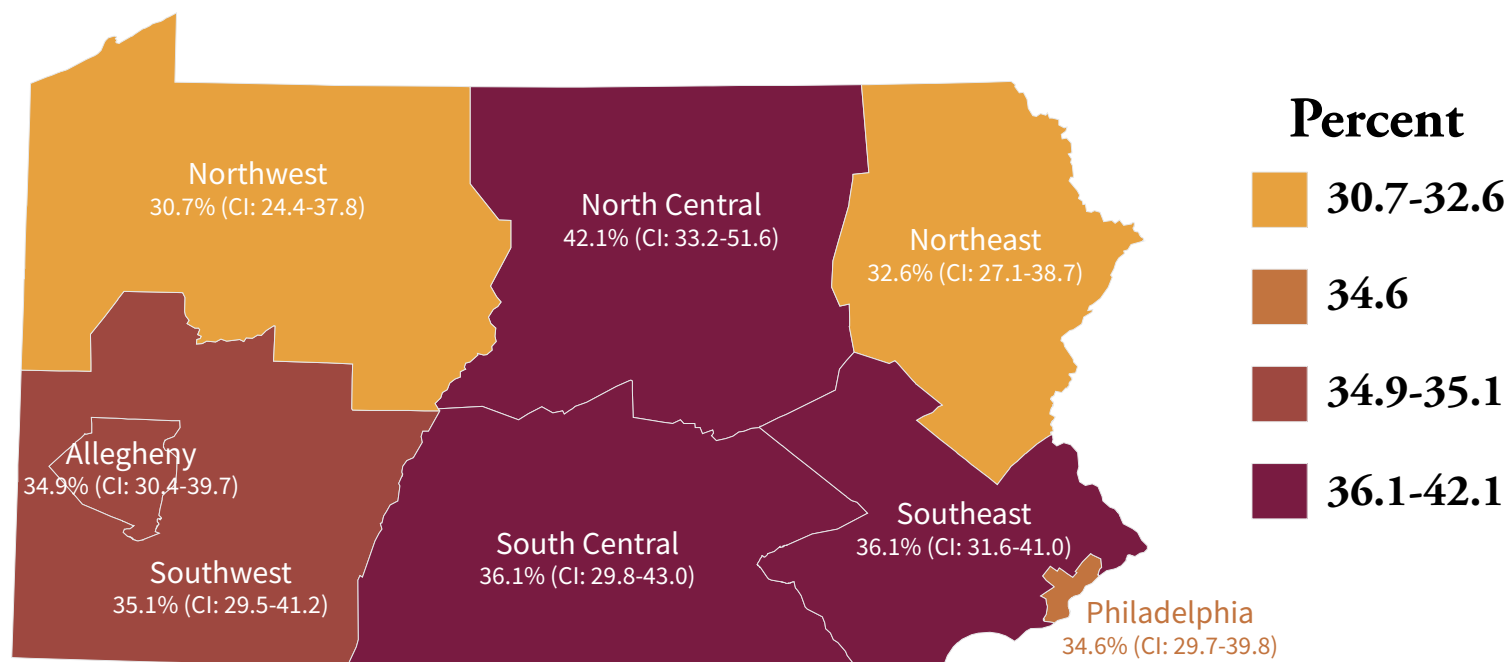 Northwest
30.7% (CI: 24.4-37.8)
North Central
42.1% (CI: 33.2-51.6)
Northeast
32.6% (CI: 27.1-38.7)
Allegheny
34.9% (CI: 30.4-39.7)
Southwest
35.1% (CI: 29.5-41.2)
South Central
36.1% (CI: 29.8-43.0)
Southeast
36.1% (CI: 31.6-41.0)
Philadelphia
34.6% (CI: 29.7-39.8)
Percent
30.7-32.6
34.6
34.9-35.1
36.1-42.1